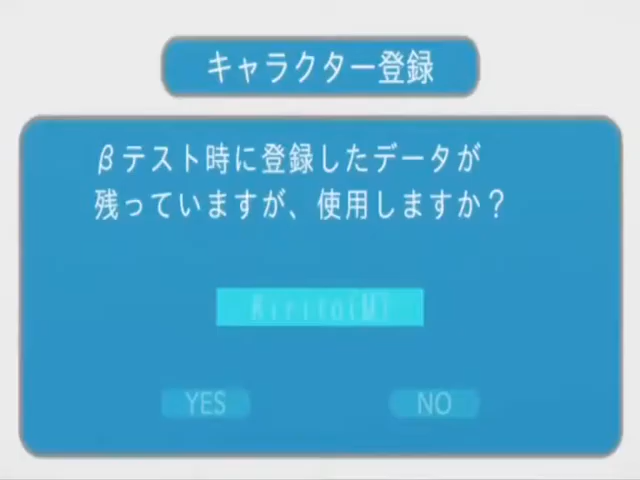 キャラクター登録
βテスト時に登録したデータが
残っていますが、使用しますか？
Kirito(M)
YES
NO